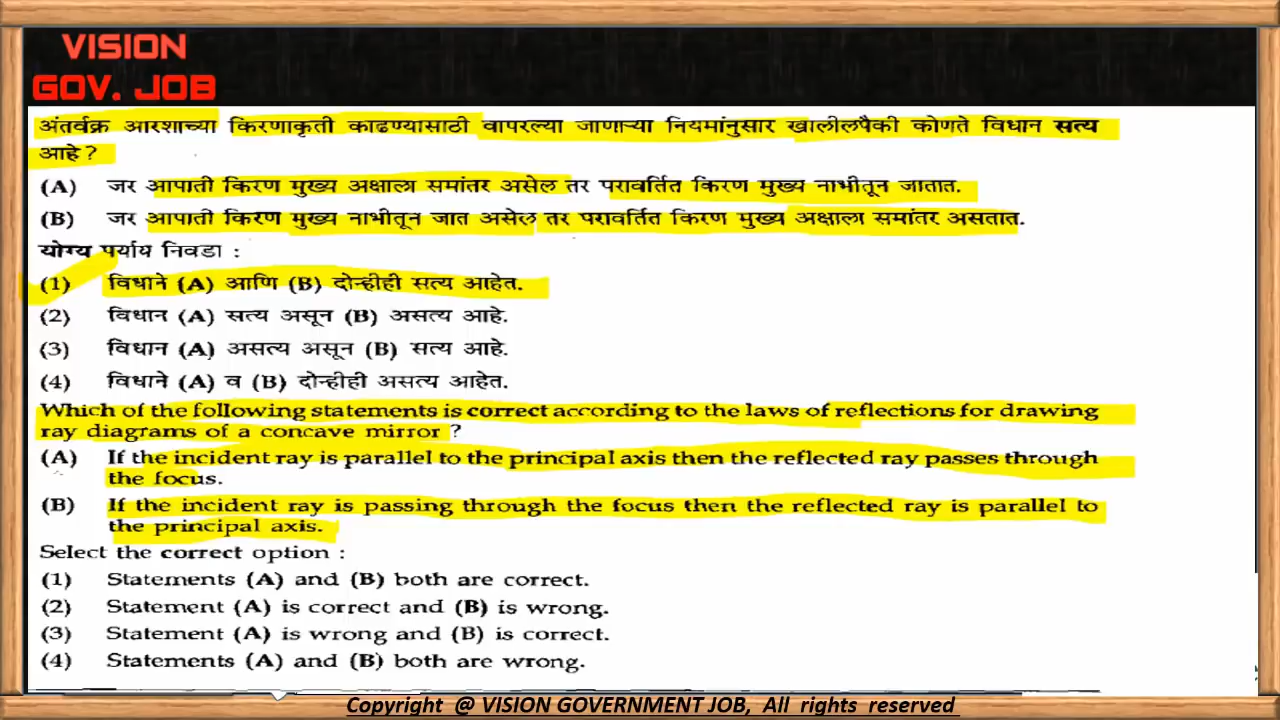 VISION
GOV. JOB
अंतर्वक्र आरशाच्या किरणाकृती काढण्यासाठी वापरल्या जाणाऱ्या नियमांनुसार खालीलपैकी कोणते विधान सत्य
आहे ?
(A) जर आपाती किरण मुख्य अक्षाला समांतर असेल तर परावर्तित किरण मुख्य नाभीतून जातात.
(B) जर आपाती किरण मुख्य नाभीतून जात असेल तर परावर्तित किरण मुख्य अक्षाला समांतर असतात.
योग्य पर्याय निवडा :
(1) विधाने (A) आणि (B) दोन्हीही सत्य आहेत.
(2) विधान (A) सत्य असून (B) असत्य आहे.
(3) विधान (A) असत्य असून (B) सत्य आहे.
(4) विधाने (A) व (B) दोन्हीही असत्य आहेत.
Which of the following statements is correct according to the laws of reflections for drawing
ray diagrams of a concave mirror ?
(A) If the incident ray is parallel to the principal axis then the reflected ray passes through
the focus.
(B) If the incident ray is passing through the focus then the reflected ray is parallel to
the principal axis.
Select the correct option :
(1) Statements (A) and (B) both are correct.
(2) Statement (A) is correct and (B) is wrong.
(3) Statement (A) is wrong and (B) is correct.
(4) Statements (A) and (B) both are wrong.
Copyright @ VISION GOVERNMENT JOB, All rights reserved